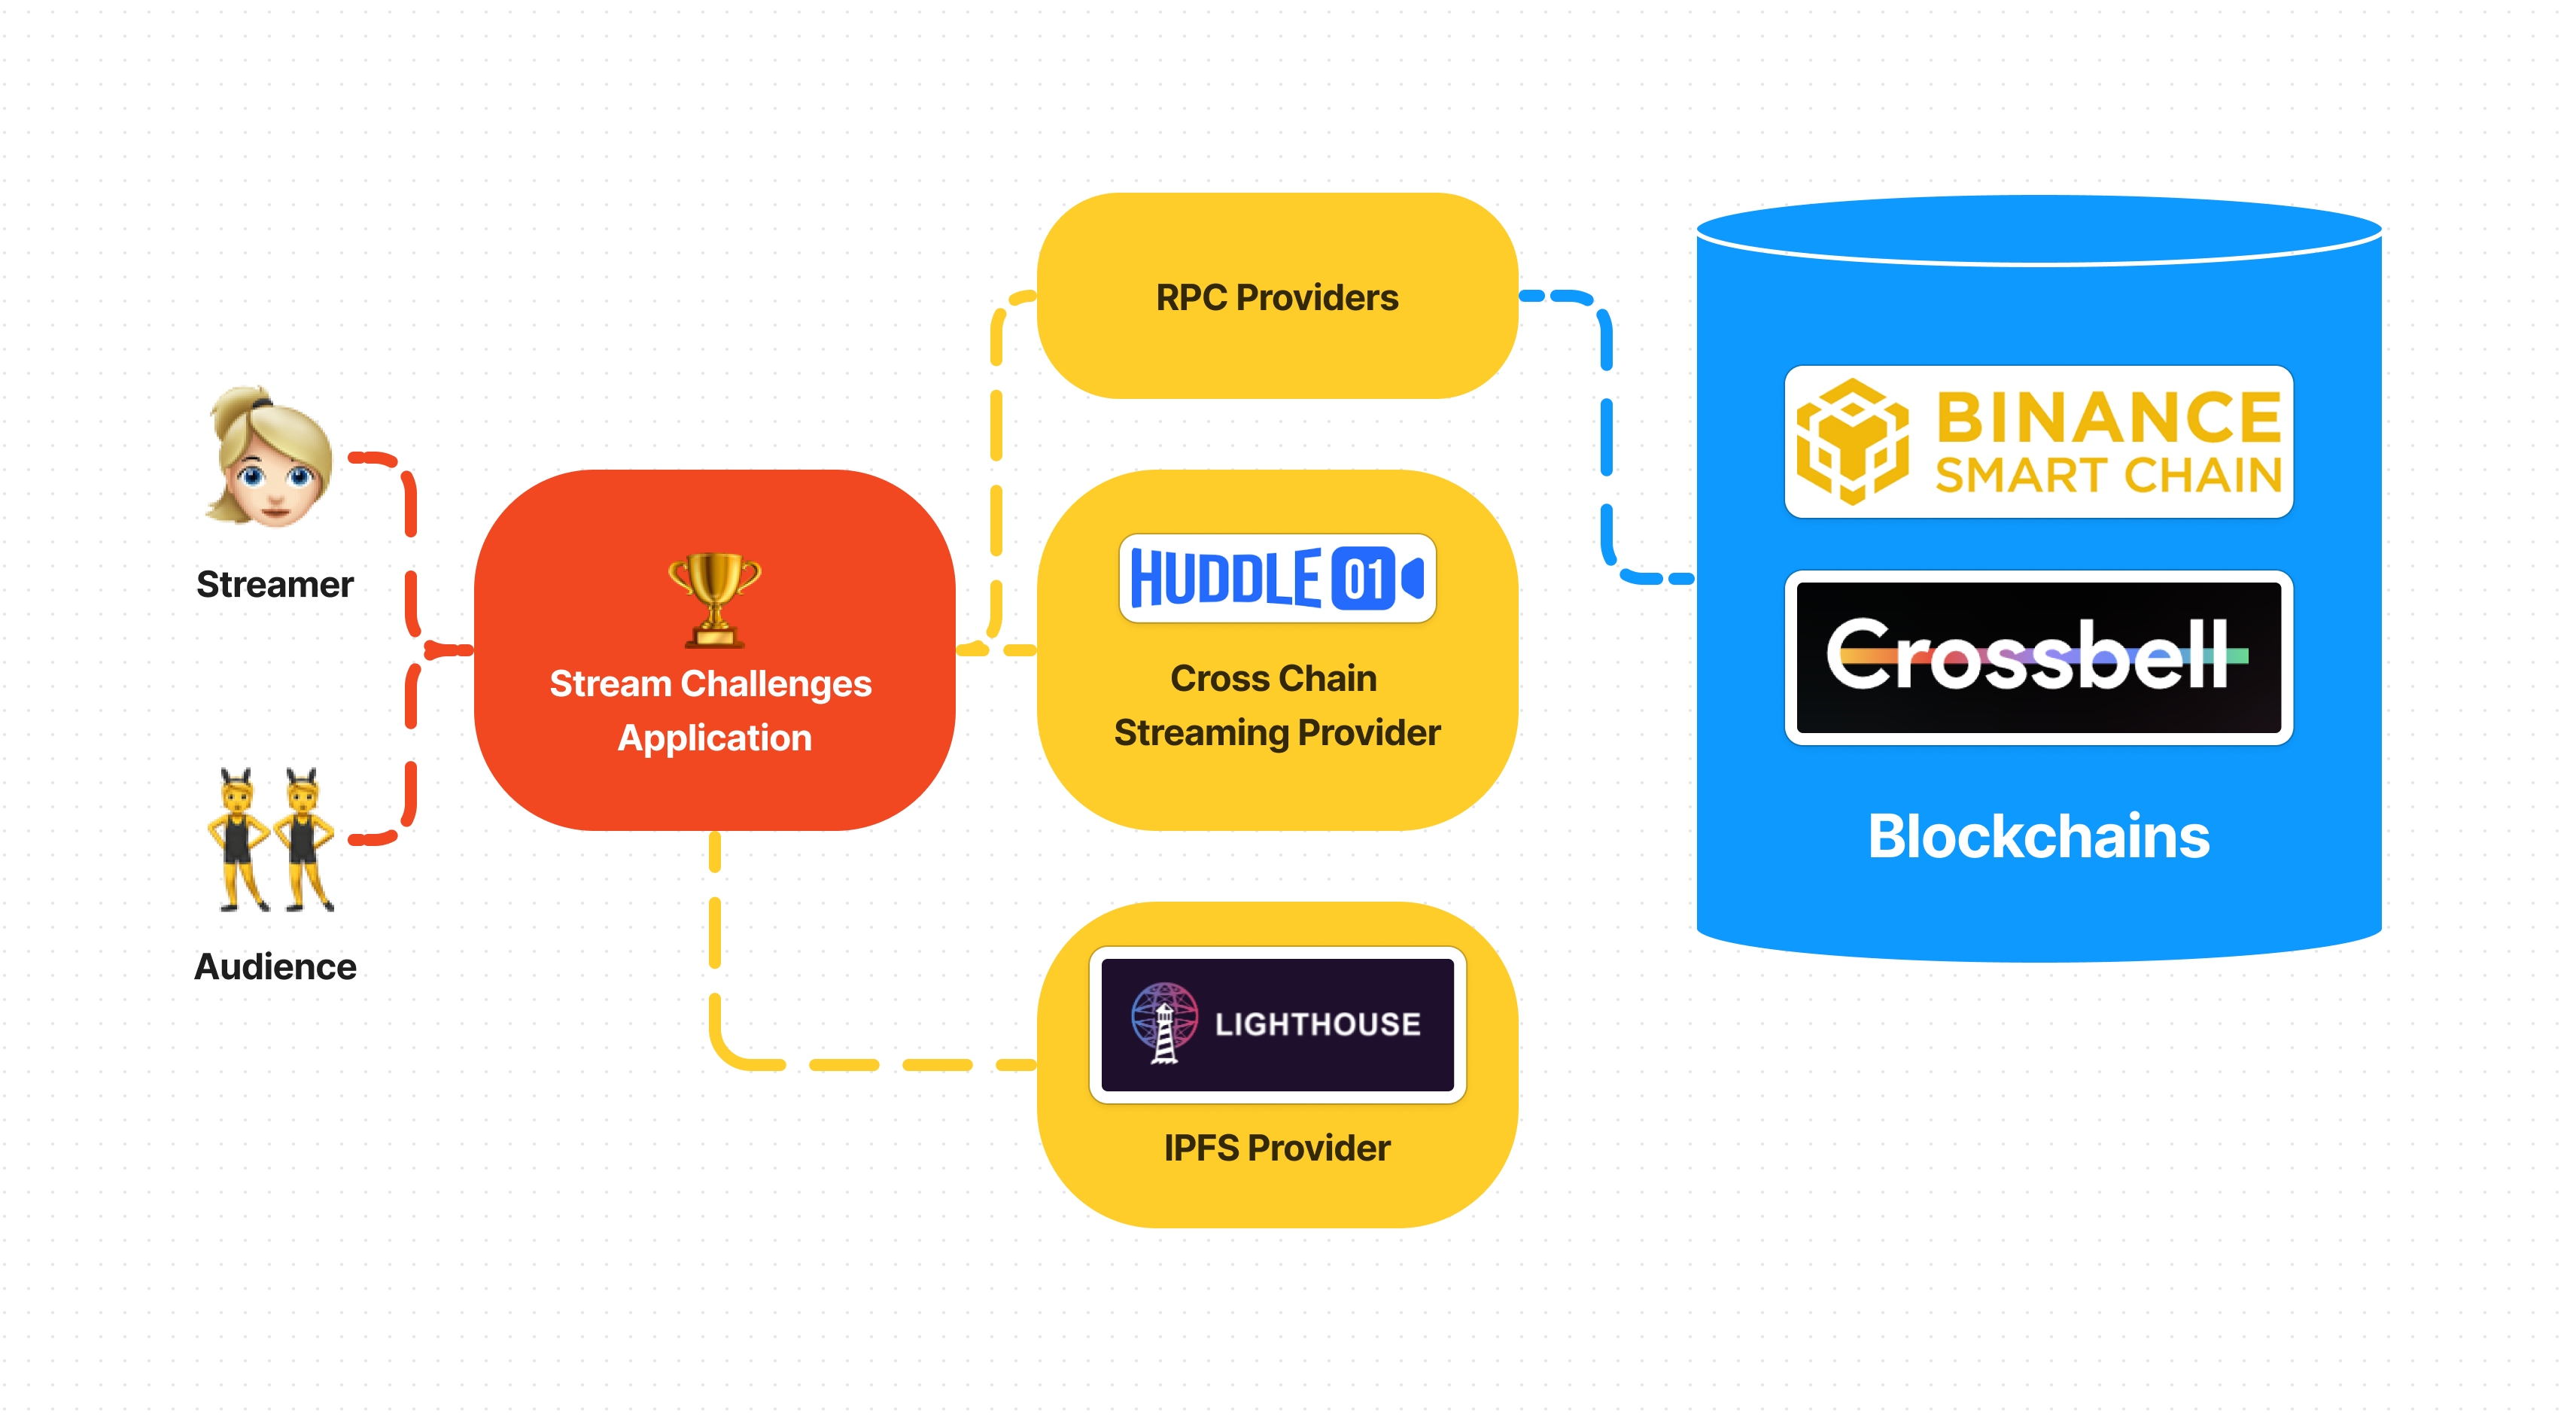 Streamer
Audience
Stream Challenges
Application
RPC Providers
HUDDLE 01
Cross Chain
Streaming Provider
LIGHTHOUSE
IPFS Provider
BINANCE
SMART CHAIN
Crossbell
Blockchains